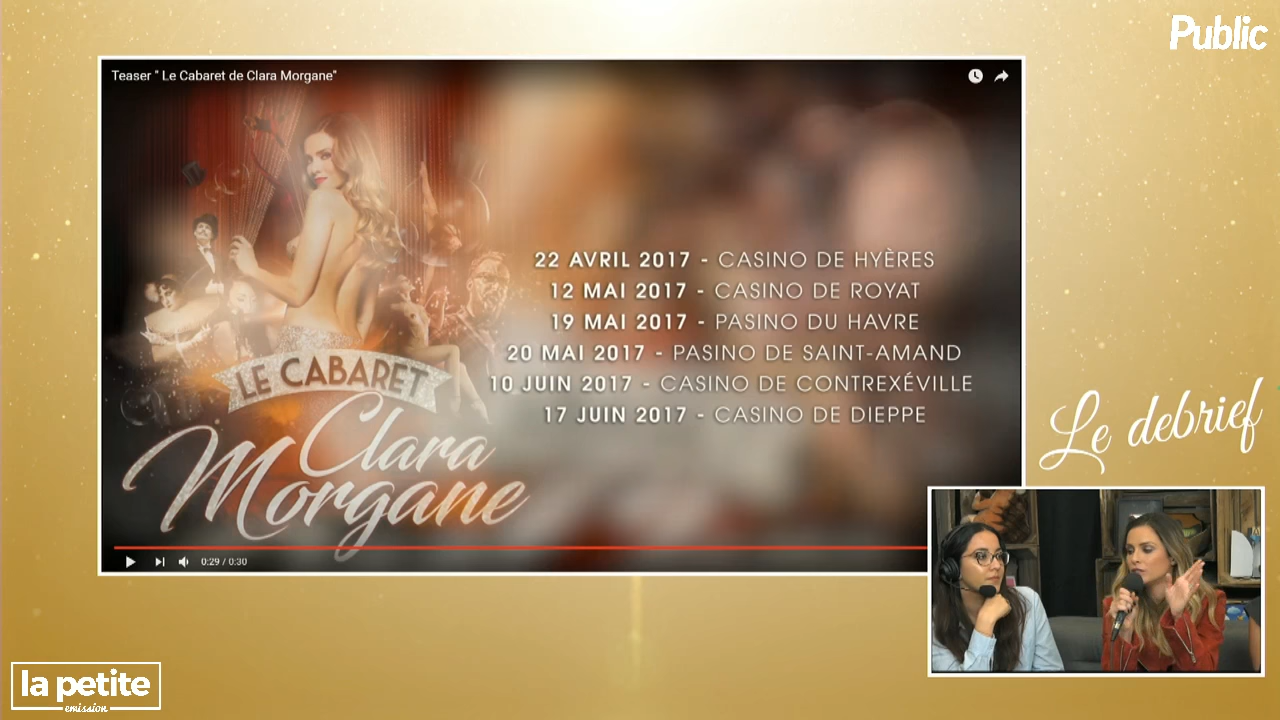 Public
Teaser " Le Cabaret de Clara Morgane"
22 AVRIL 2017 - CASINO DE HYÈRES
12 MAI 2017 - CASINO DE ROYAT
19 MAI 2017 - PASINO DU HAVRE
20 MAI 2017 - PASINO DE SAINT-AMAND
10 JUIN 2017 - CASINO DE CONTREXÉVILLE
17 JUIN 2017 - CASINO DE DIEPPE
LE CABARET
Clara
Morgane
0:29 / 0:30
Le debrief
la petite
emission